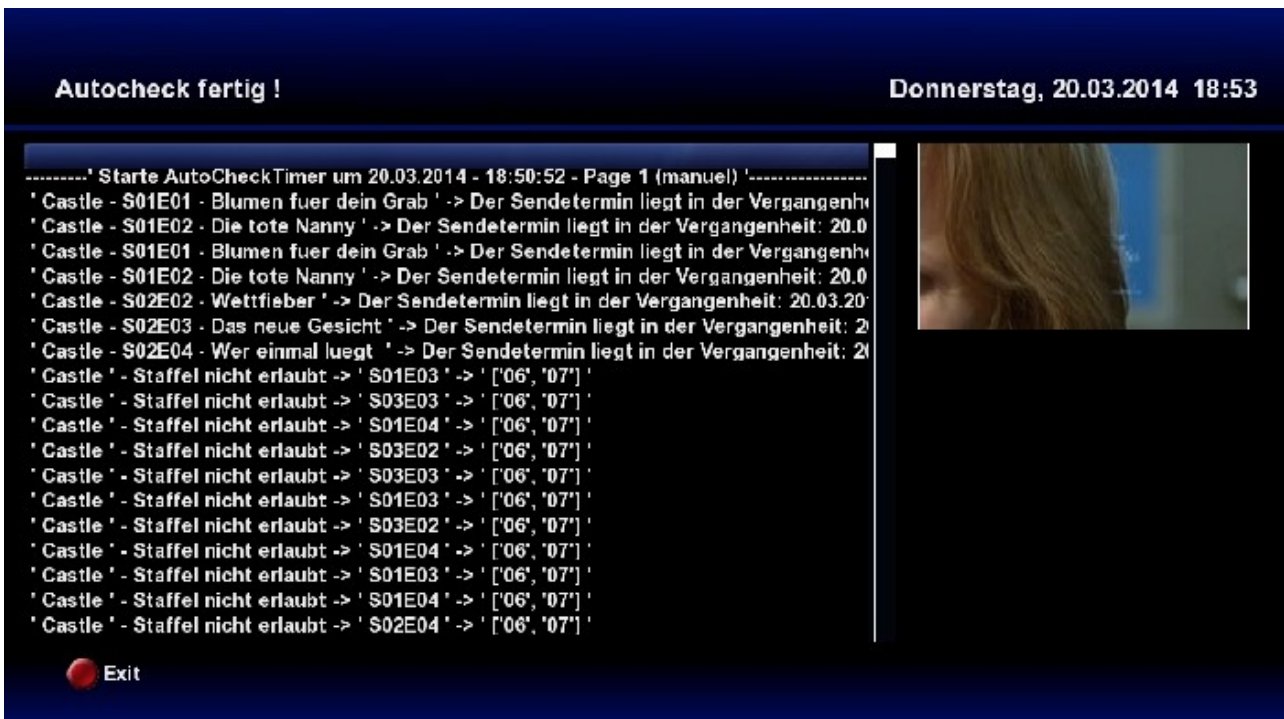 Autocheck fertig !
Donnerstag, 20.03.2014 18:53
---------' Starte AutoCheckTimer um 20.03.2014 - 18:50:52 - Page 1 (manuel) '------------------
' Castle - S01E01 - Blumen fuer dein Grab ' -> Der Sendetermin liegt in der Vergangenh
' Castle - S01E02 - Die tote Nanny ' -> Der Sendetermin liegt in der Vergangenheit: 20.0
' Castle - S01E01 - Blumen fuer dein Grab ' -> Der Sendetermin liegt in der Vergangenh
' Castle - S01E02 - Die tote Nanny ' -> Der Sendetermin liegt in der Vergangenheit: 20.0
' Castle - S02E02 - Wettfieber ' -> Der Sendetermin liegt in der Vergangenheit: 20.03.20
' Castle - S02E03 - Das neue Gesicht ' -> Der Sendetermin liegt in der Vergangenheit: 2
' Castle - S02E04 - Wer einmal luegt  ' -> Der Sendetermin liegt in der Vergangenheit: 2
' Castle ' - Staffel nicht erlaubt -> ' S01E03 ' -> ' ['06', '07'] '
' Castle ' - Staffel nicht erlaubt -> ' S03E03 ' -> ' ['06', '07'] '
' Castle ' - Staffel nicht erlaubt -> ' S01E04 ' -> ' ['06', '07'] '
' Castle ' - Staffel nicht erlaubt -> ' S03E02 ' -> ' ['06', '07'] '
' Castle ' - Staffel nicht erlaubt -> ' S03E03 ' -> ' ['06', '07'] '
' Castle ' - Staffel nicht erlaubt -> ' S01E03 ' -> ' ['06', '07'] '
' Castle ' - Staffel nicht erlaubt -> ' S03E02 ' -> ' ['06', '07'] '
' Castle ' - Staffel nicht erlaubt -> ' S01E04 ' -> ' ['06', '07'] '
' Castle ' - Staffel nicht erlaubt -> ' S01E03 ' -> ' ['06', '07'] '
' Castle ' - Staffel nicht erlaubt -> ' S01E04 ' -> ' ['06', '07'] '
' Castle ' - Staffel nicht erlaubt -> ' S02E04 ' -> ' ['06', '07'] '
Exit